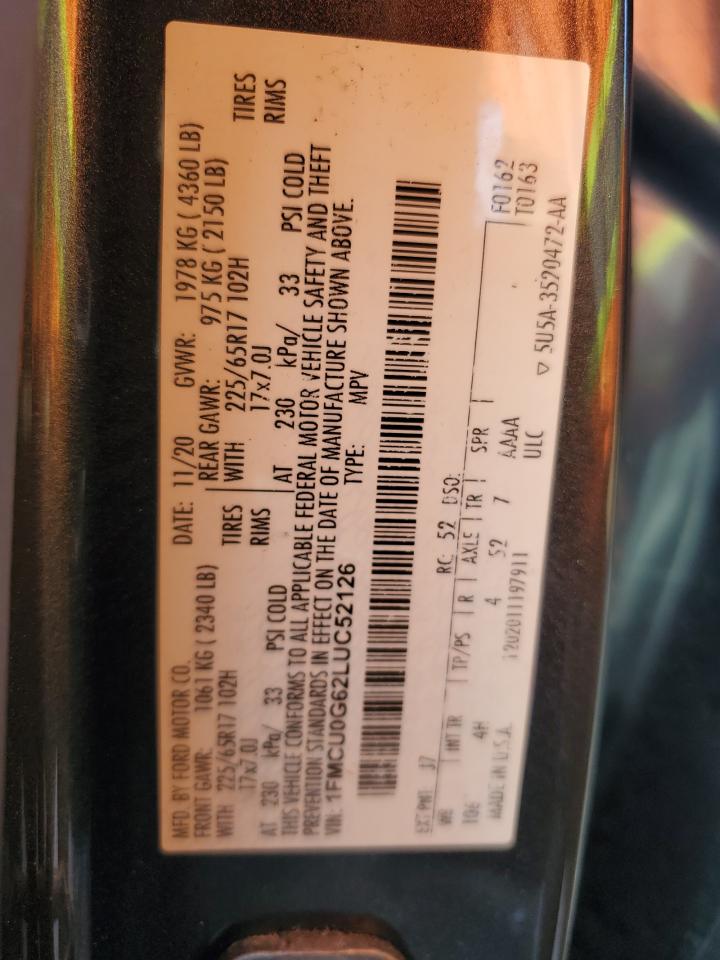 MFD. BY FORD MOTOR CO.
DATE: 11/20 GVWR: 1978 KG ( 4360 LB)
FRONT GAWR: 1061 KG ( 2340 LB) REAR GAWR: 975 KG ( 2150 LB)
WITH 225/65R17 102H TIRES WITH 225/65R17 102H TIRES
17x7.0J RIMS 17x7.0J RIMS
AT 230 kPa/ 33 PSI COLD AT 230 kPa/ 33 PSI COLD
THIS VEHICLE CONFORMS TO ALL APPLICABLE FEDERAL MOTOR VEHICLE SAFETY AND THEFT
PREVENTION STANDARDS IN EFFECT ON THE DATE OF MANUFACTURE SHOWN ABOVE.
VIN: 1FMCU0G62LUC52126 TYPE: MPV
EXT PNT: J7 RC: 52 DSO: F0162
WB INT TR TP/PS R AXLE TR SPR T0163
106 4H 4 52 7 AAAA
MADE IN U.S.A. 12U2011197911 ULC ▽ 5U5A-3520472-AA